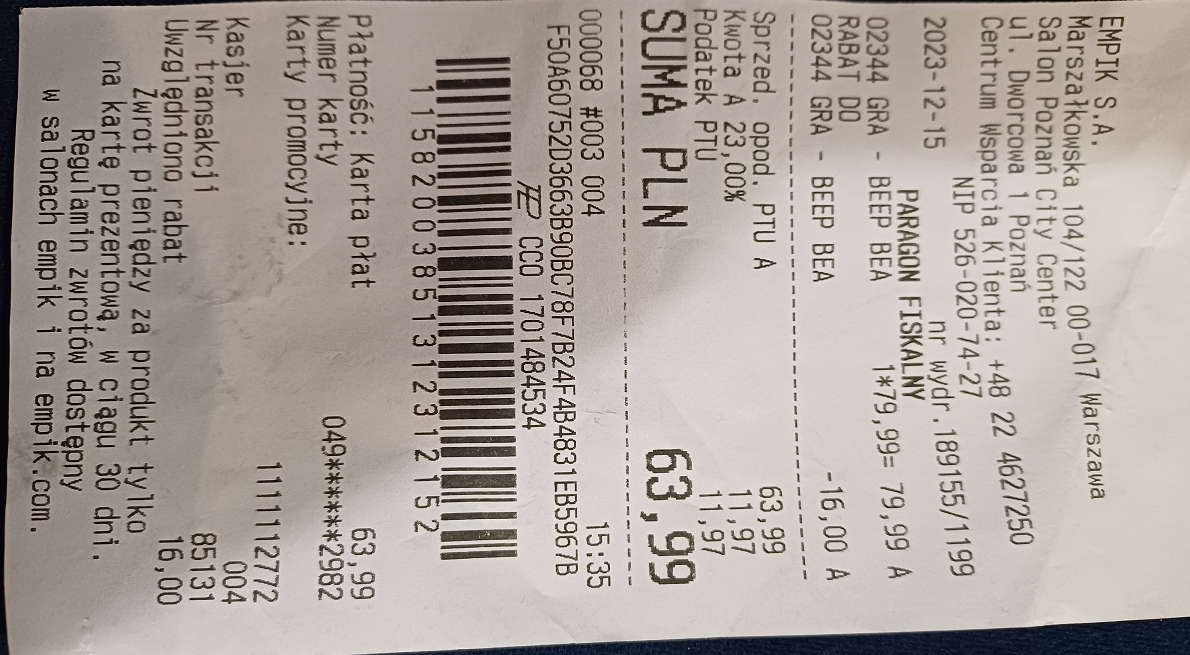 EMPIK S.A.
Marszałkowska 104/122 00-017 Warszawa
Salon Poznań City Center
ul. Dworcowa 1 Poznań
Centrum Wsparcia Klienta: +48 22 4627250
NIP 526-020-74-27
2023-12-15 nr wydr.189155/1199
PARAGON FISKALNY
02344 GRA - BEEP BEA 1*79,99= 79,99 A
RABAT DO
02344 GRA - BEEP BEA -16,00 A
Sprzed. opod. PTU A 63,99
Kwota A 23,00% 11,97
Podatek PTU 11,97
SUMA PLN 63,99
000068 #003 004 15:35
F50A60752D3663B90BC78F7B24F4B4831EB5967B
CCO 1701484534
11582003851312312152
Płatność: Karta płat 63,99
Numer karty 049******2982
Karty promocyjne:
1111112772
Kasjer 004
Nr transakcji 85131
Uwzględniono rabat 16,00
Zwrot pieniędzy za produkt tylko
na kartę prezentową, w ciągu 30 dni.
Regulamin zwrotów dostępny
w salonach empik i na empik.com.